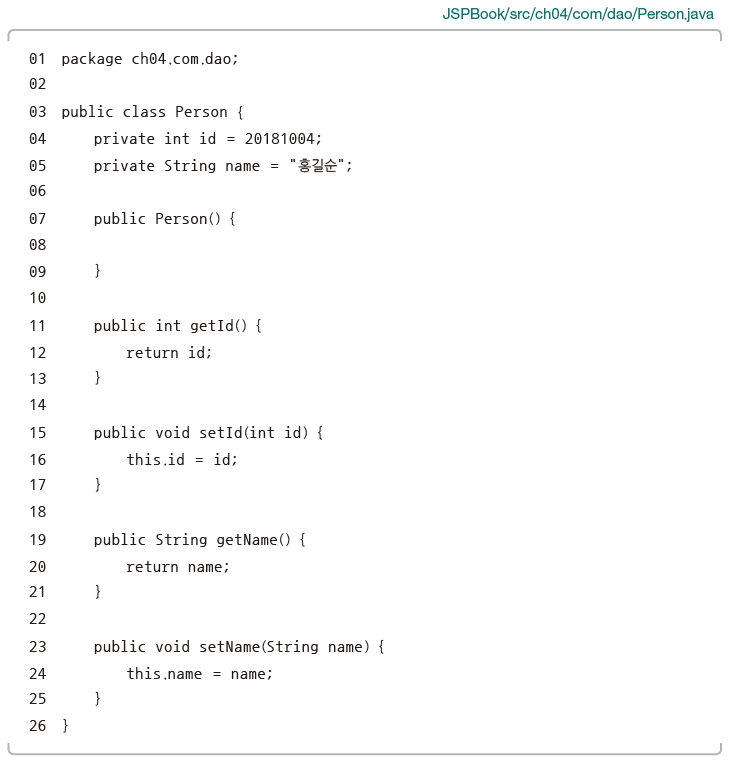 JSPBook/src/ch04/com/dao/Person.java
01 package ch04.com.dao;
02
03 public class Person {
04     private int id = 20181004;
05     private String name = "홍길순";
06
07     public Person() {
08
09     }
10
11     public int getId() {
12         return id;
13     }
14
15     public void setId(int id) {
16         this.id = id;
17     }
18
19     public String getName() {
20         return name;
21     }
22
23     public void setName(String name) {
24         this.name = name;
25     }
26 }